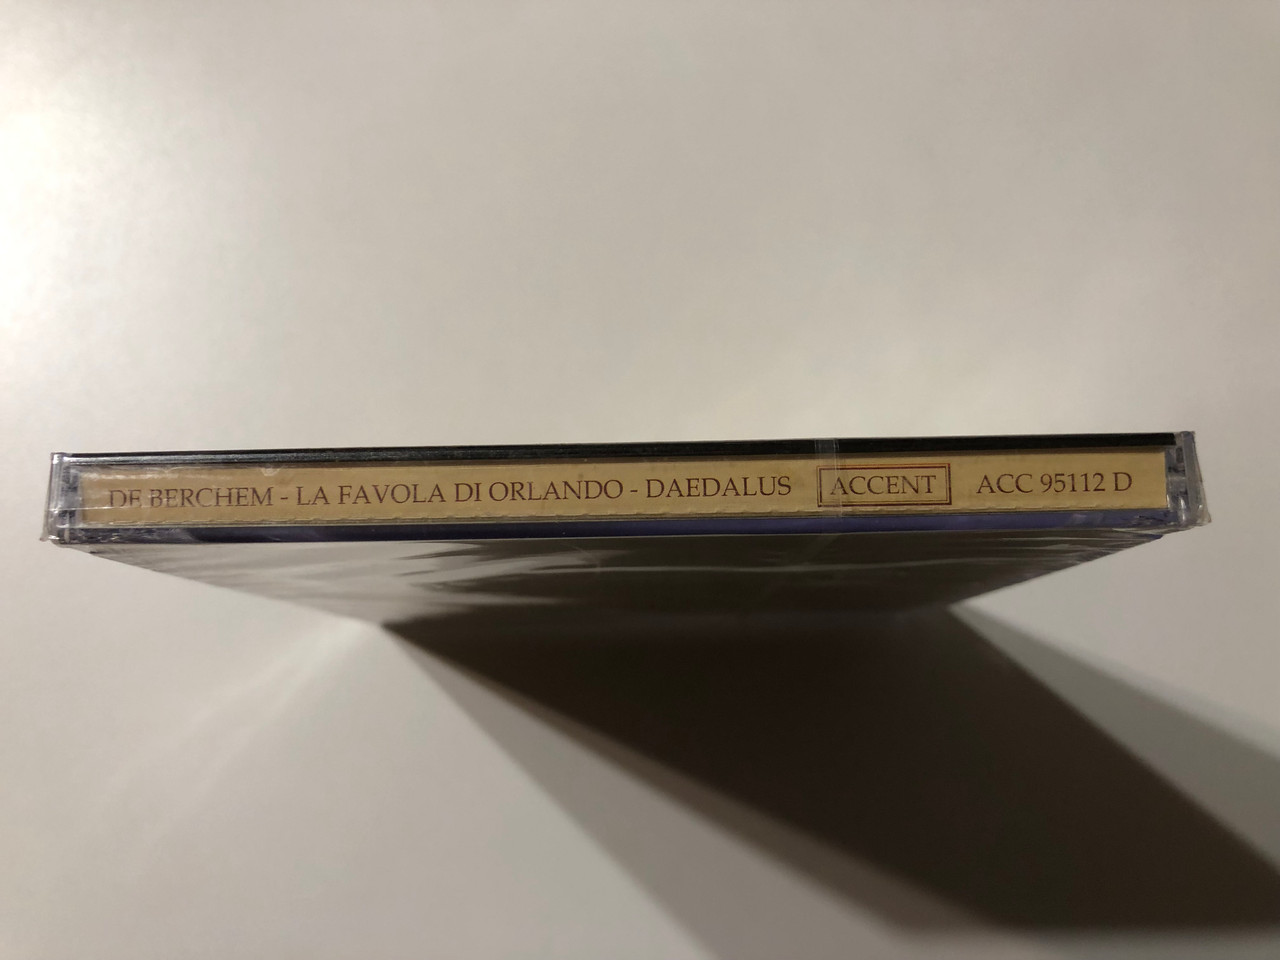 DE BERCHEM - LA FAVOLA DI ORLANDO - DAEDALUS ACCENT ACC 95112 D